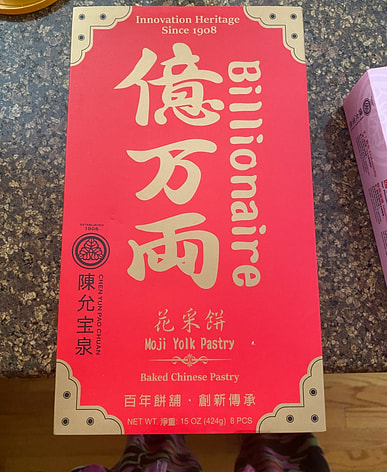 Innovation Heritage
Since 1908
億万両
Billionaire
ESTABLISHED
1908
陳允宝泉
CHEN YUN PAO CHUAN
花采餅
Moji Yolk Pastry
Baked Chinese Pastry
百年餅舖・創新傳承
NET WT. 淨重: 15 OZ (424g) 8 PCS